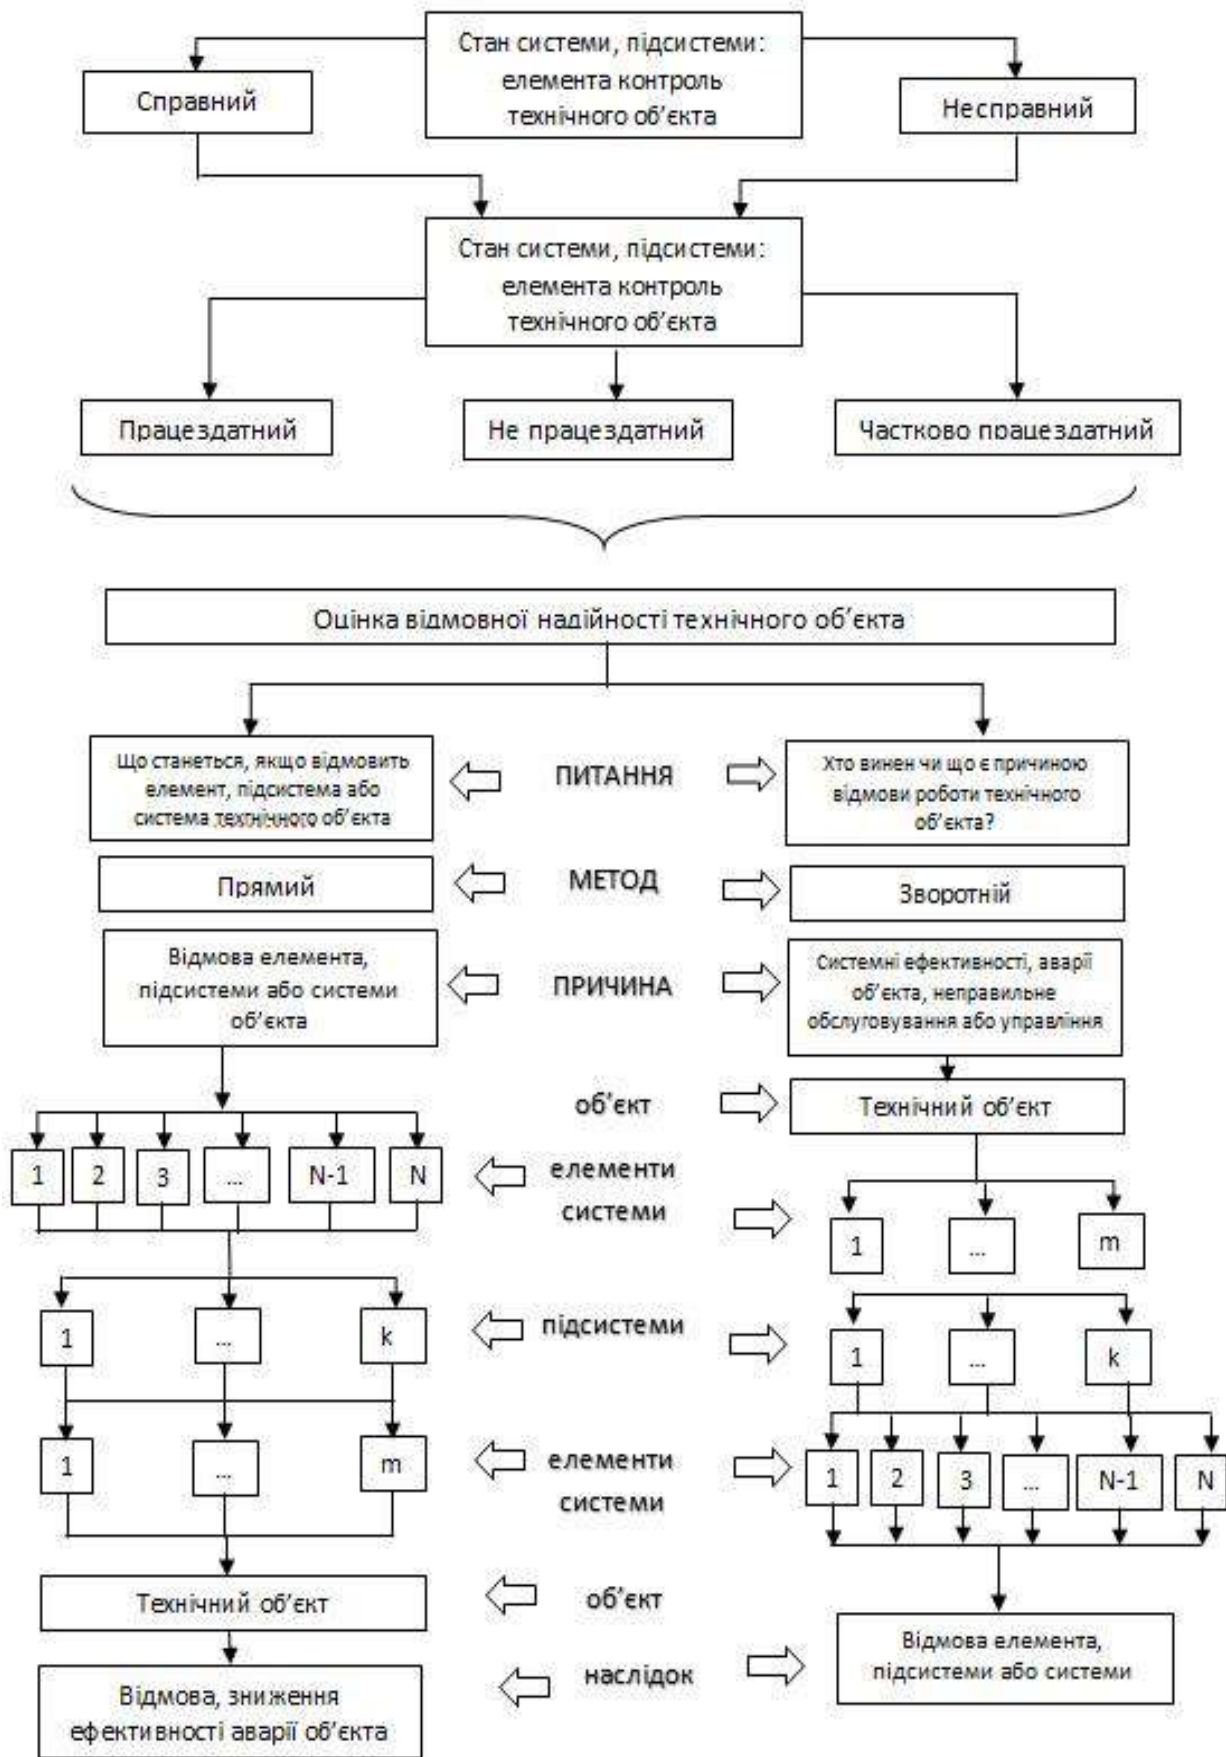 Стан системи, підсистеми:
елемента контроль
технічного об’єкта
Справний
Несправний
Стан системи, підсистеми:
елемента контроль
технічного об’єкта
Працездатний
Не працездатний
Частково працездатний
Оцінка відмовної надійності технічного об’єкта
Що станеться, якщо відмовить
елемент, підсистема або
система технічного об’єкта
ПИТАННЯ
Хто винен чи що є причиною
відмови роботи технічного
об’єкта?
Прямий
МЕТОД
Зворотній
Відмова елемента,
підсистеми або системи
об’єкта
ПРИЧИНА
Системні ефективності, аварії
об’єкта, неправильне
обслуговування або управління
об’єкт
Технічний об’єкт
1 2 3 ... N-1 N
елементи
системи
1 ... m
1 ... k
підсистеми
1 ... k
1 ... m
елементи
системи
1 2 3 ... N-1 N
Технічний об’єкт
об’єкт
Відмова елемента,
підсистеми або системи
наслідок
Відмова, зниження
ефективності аварії об’єкта